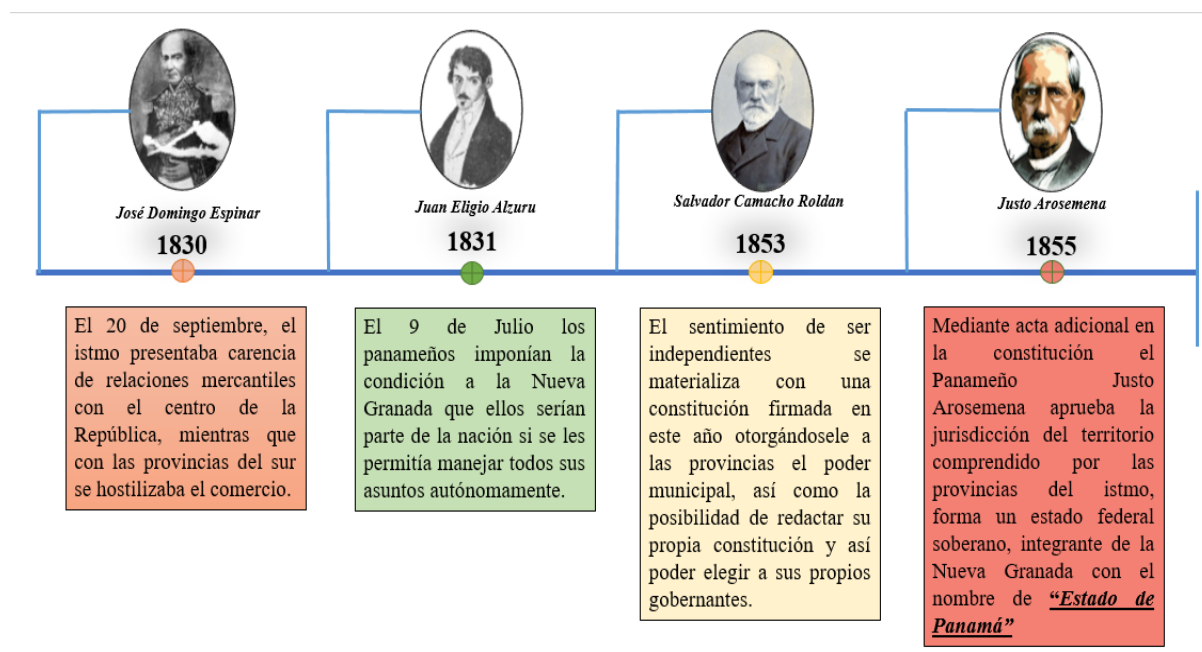 José Domingo Espinar
1830
El 20 de septiembre, el
istmo presentaba carencia
de relaciones mercantiles
con el centro de la
República, mientras que
con las provincias del sur
se hostilizaba el comercio.
Juan Eligio Alzuru
1831
El 9 de Julio los
panameños imponían la
condición a la Nueva
Granada que ellos serían
parte de la nación si se les
permitía manejar todos sus
asuntos autónomamente.
Salvador Camacho Roldan
1853
El sentimiento de ser
independientes se
materializa con una
constitución firmada en
este año otorgándosele a
las provincias el poder
municipal, así como la
posibilidad de redactar su
propia constitución y así
poder elegir a sus propios
gobernantes.
Justo Arosemena
1855
Mediante acta adicional en
la constitución el
Panameño Justo
Arosemena aprueba la
jurisdicción del territorio
comprendido por las
provincias del istmo,
forma un estado federal
soberano, integrante de la
Nueva Granada con el
nombre de “Estado de
Panamá”